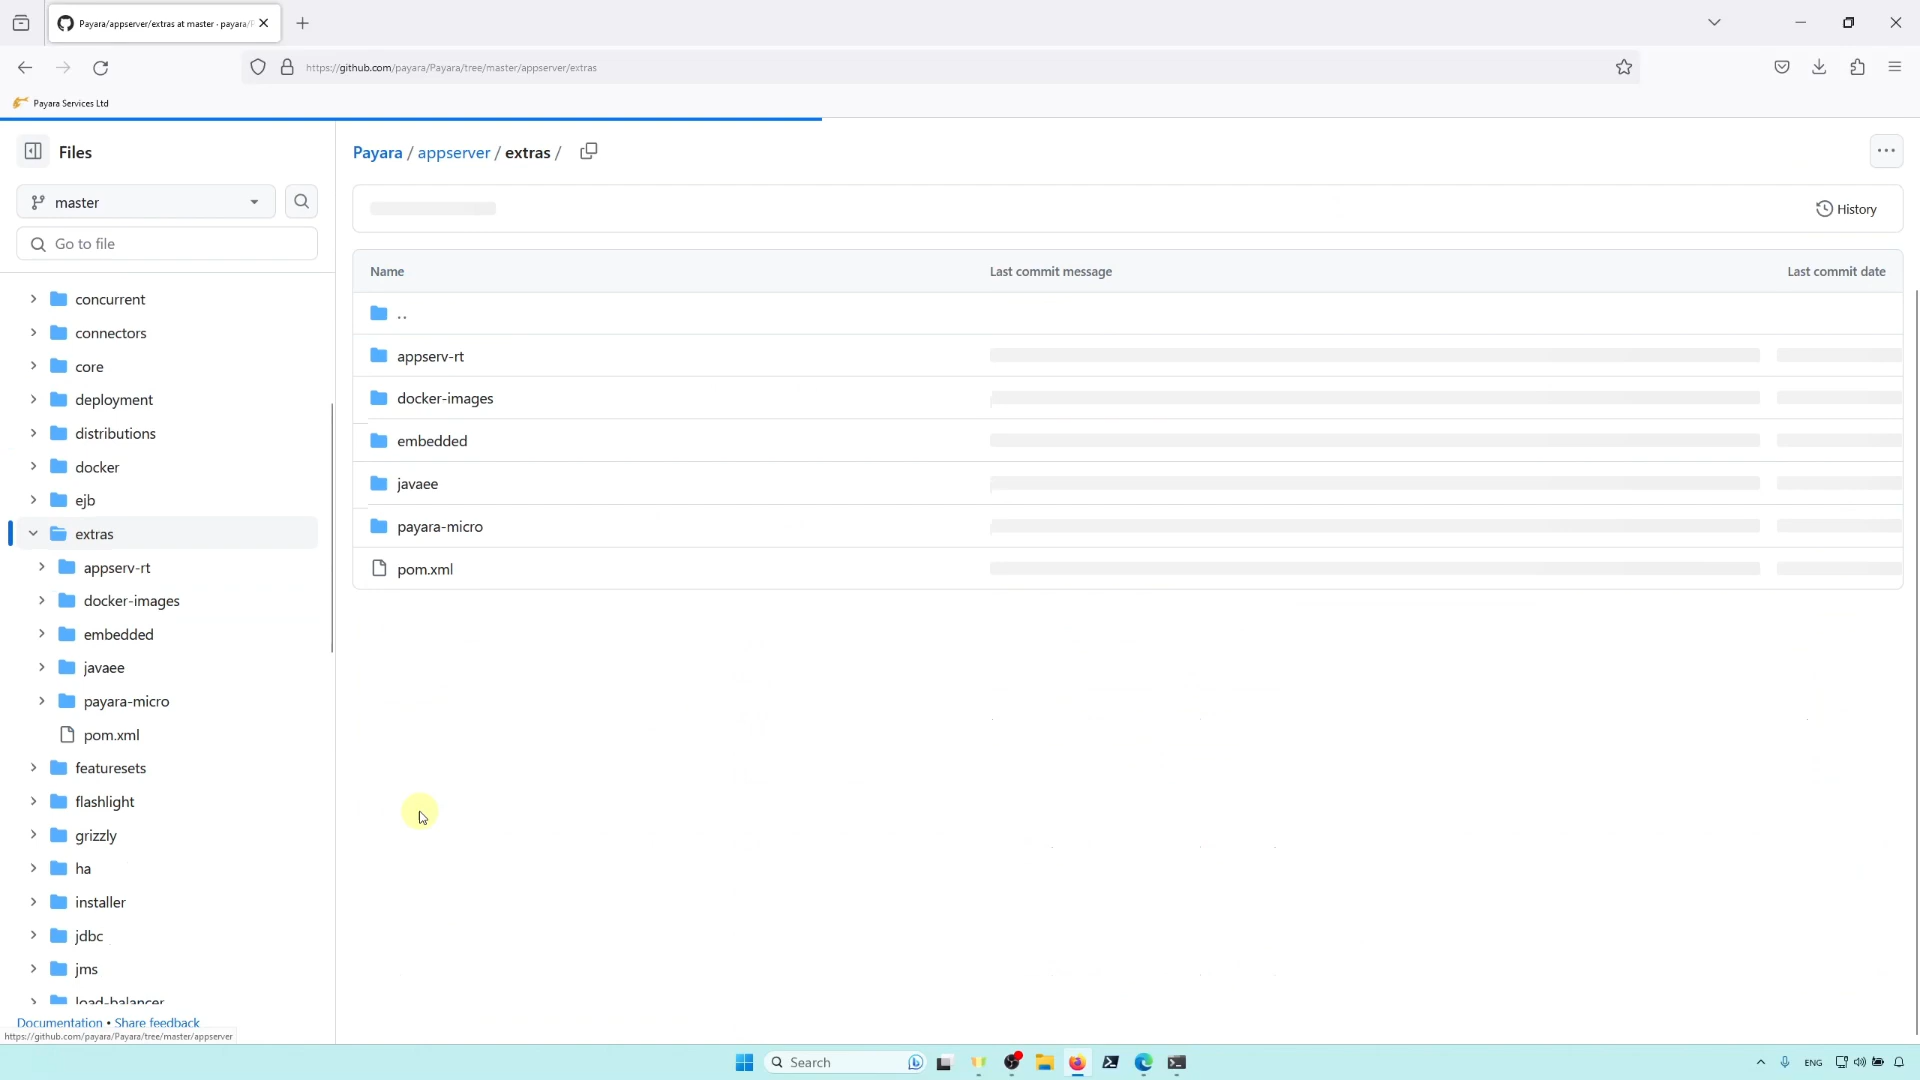 Payara/appserver/extras at master · payara/P
https://github.com/payara/Payara/tree/master/appserver/extras
Payara Services Ltd
Files
Payara / appserver / extras /
master
History
Go to file
Name
Last commit message
Last commit date
..
appserv-rt
docker-images
embedded
javaee
payara-micro
pom.xml
concurrent
connectors
core
deployment
distributions
docker
ejb
extras
appserv-rt
docker-images
embedded
javaee
payara-micro
pom.xml
featuresets
flashlight
grizzly
ha
installer
jdbc
jms
load-balancer
Documentation • Share feedback
https://github.com/payara/Payara/tree/master/appserver
Search
ENG